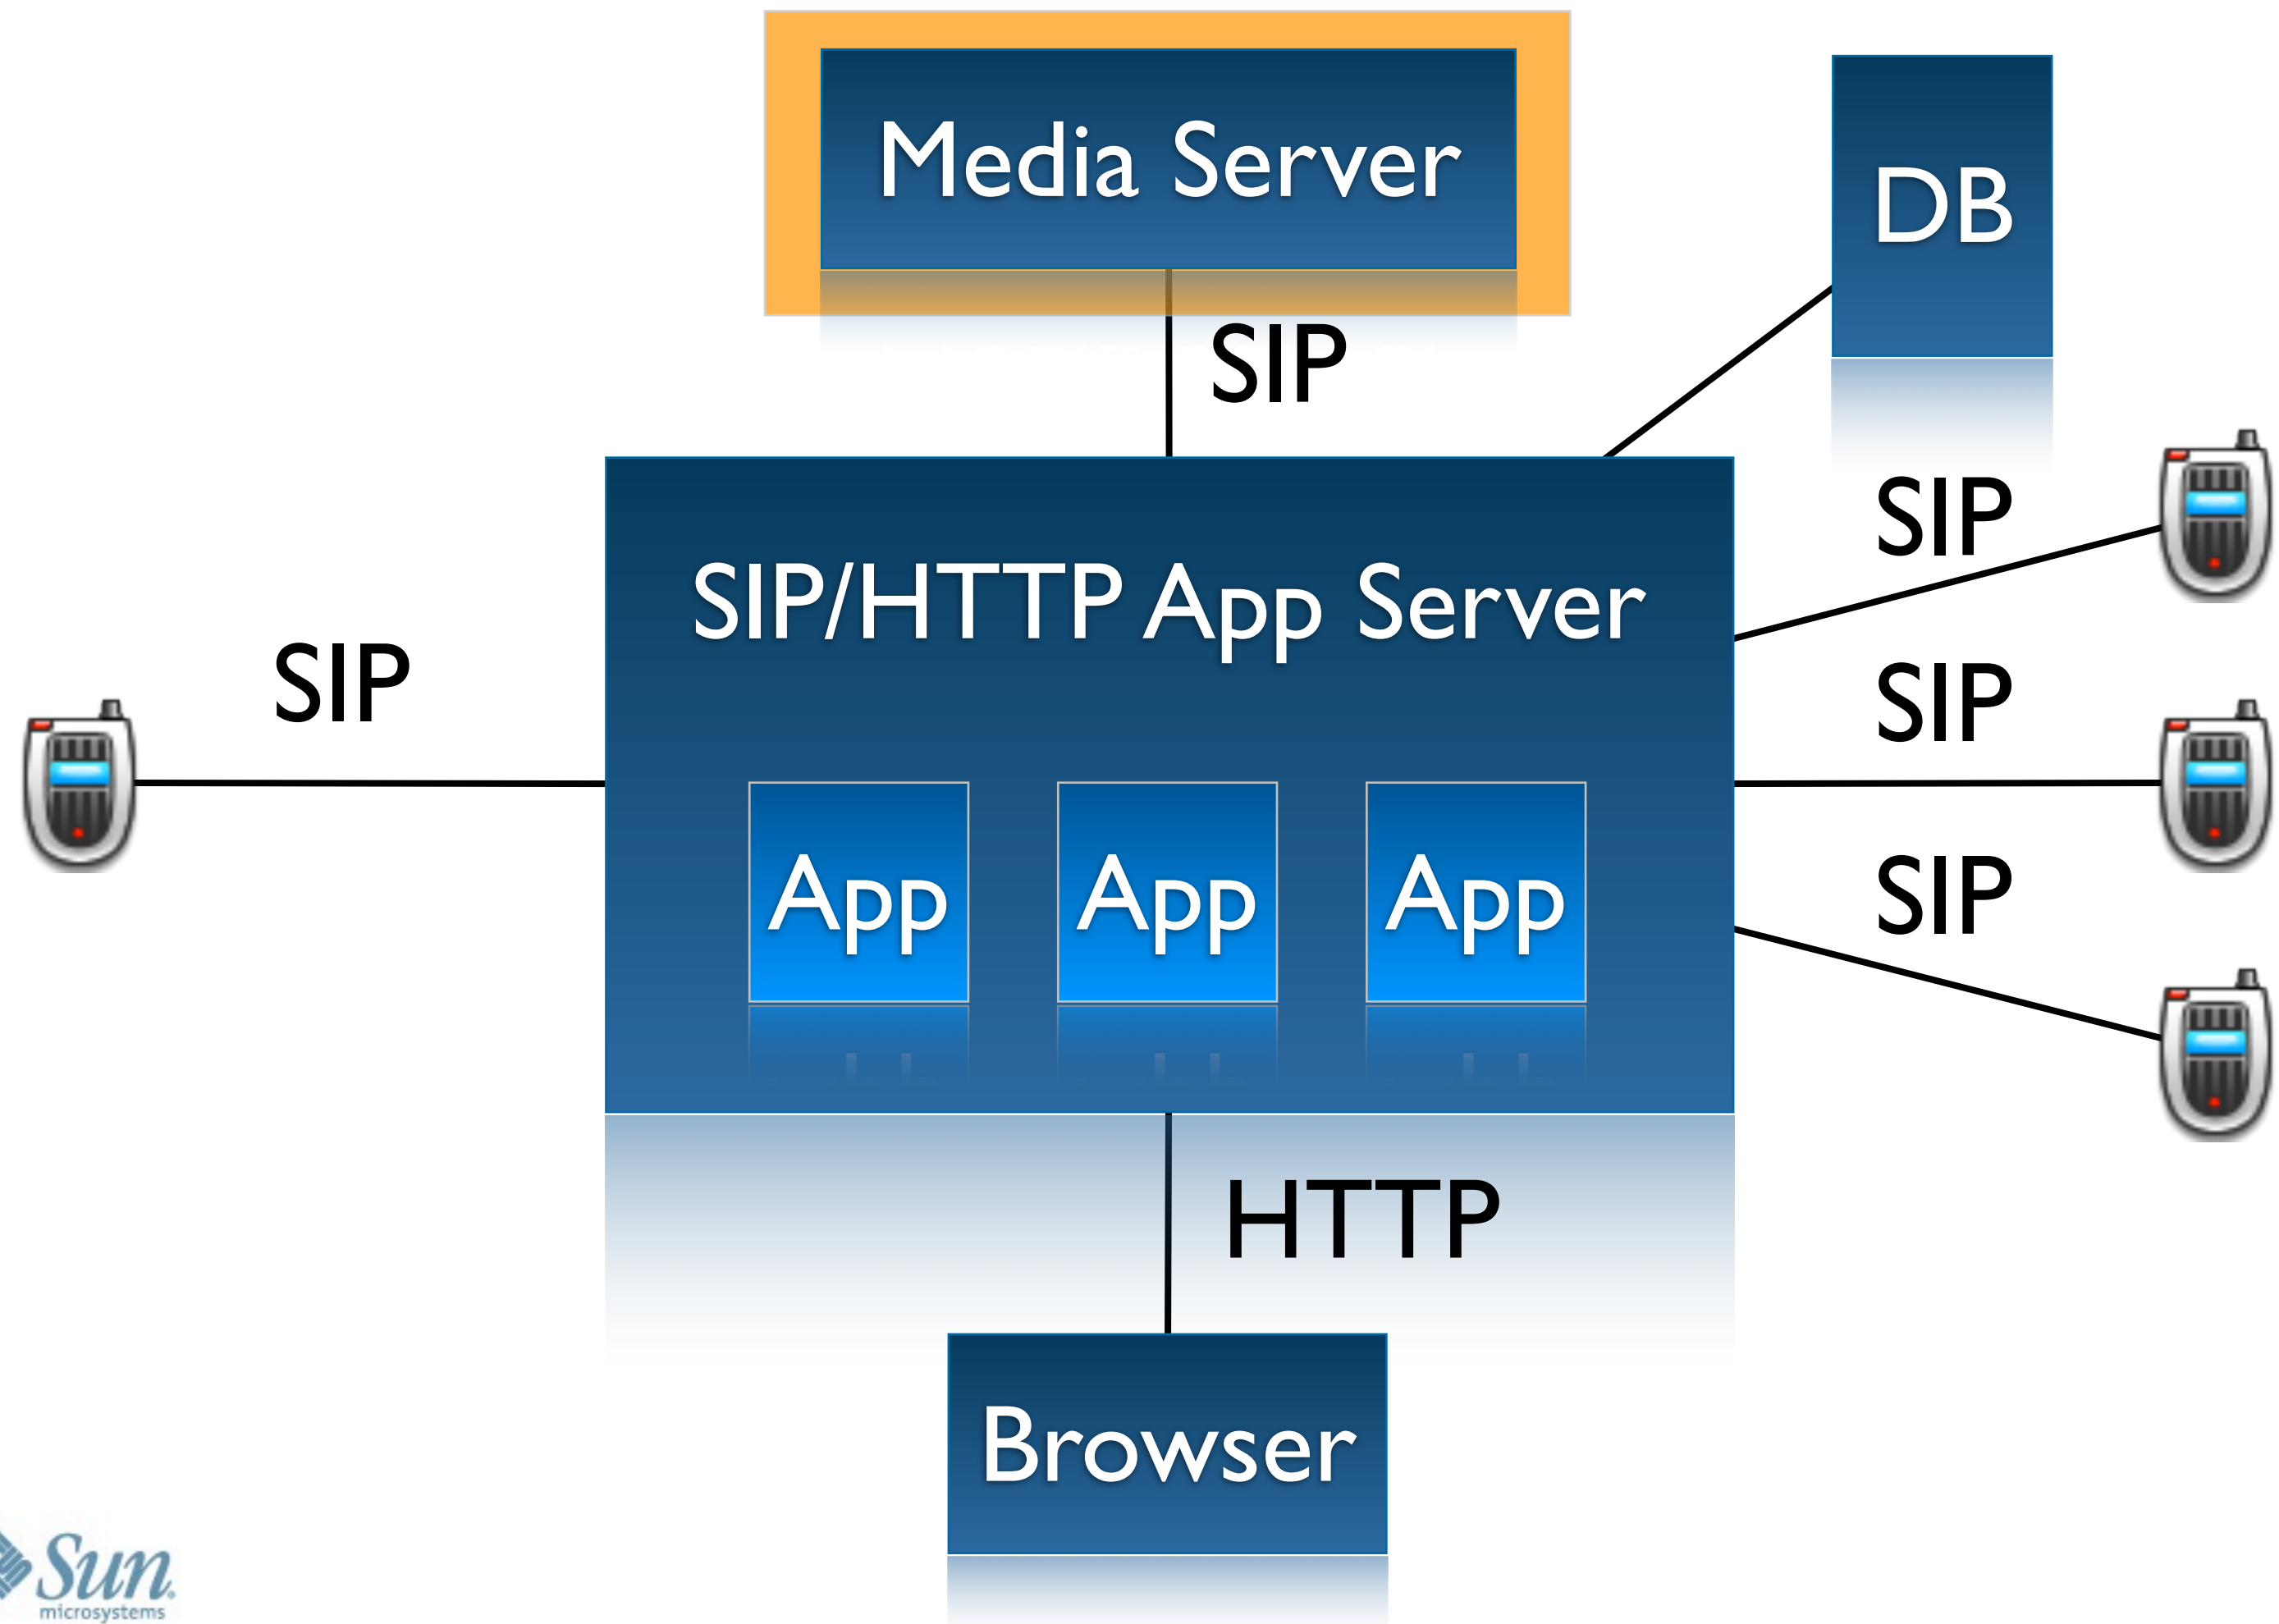 Media Server
DB
SIP
SIP
SIP/HTTP App Server
SIP
SIP
App
App
App
SIP
HTTP
Browser
Sun
microsystems